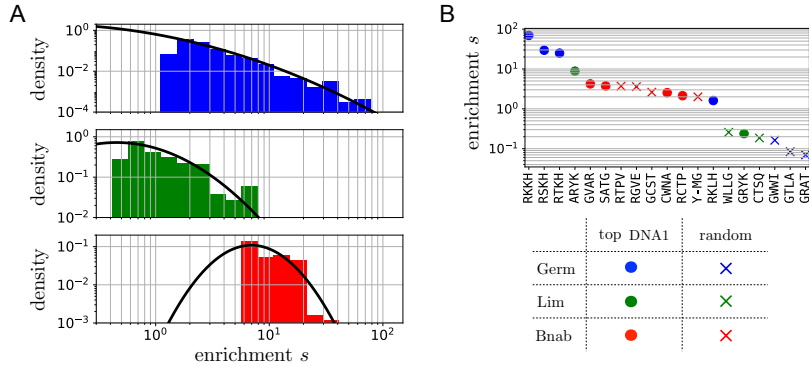 A
B
density
10^0
10^-2
10^-4
density
10^0
10^-1
10^-2
density
10^-1
10^-2
10^-3
10^0
10^1
10^2
enrichment s
enrichment s
10^2
10^1
10^0
10^-1
RKKH
RSKH
RTKH
ARYK
GVAR
SATG
RTPV
RGVE
GCST
CWNA
RCTP
Y-MG
RKLH
WLLG
GRYK
CTSQ
GWWI
GTLA
GRAT
top DNA1
random
Germ
Lim
Bnab